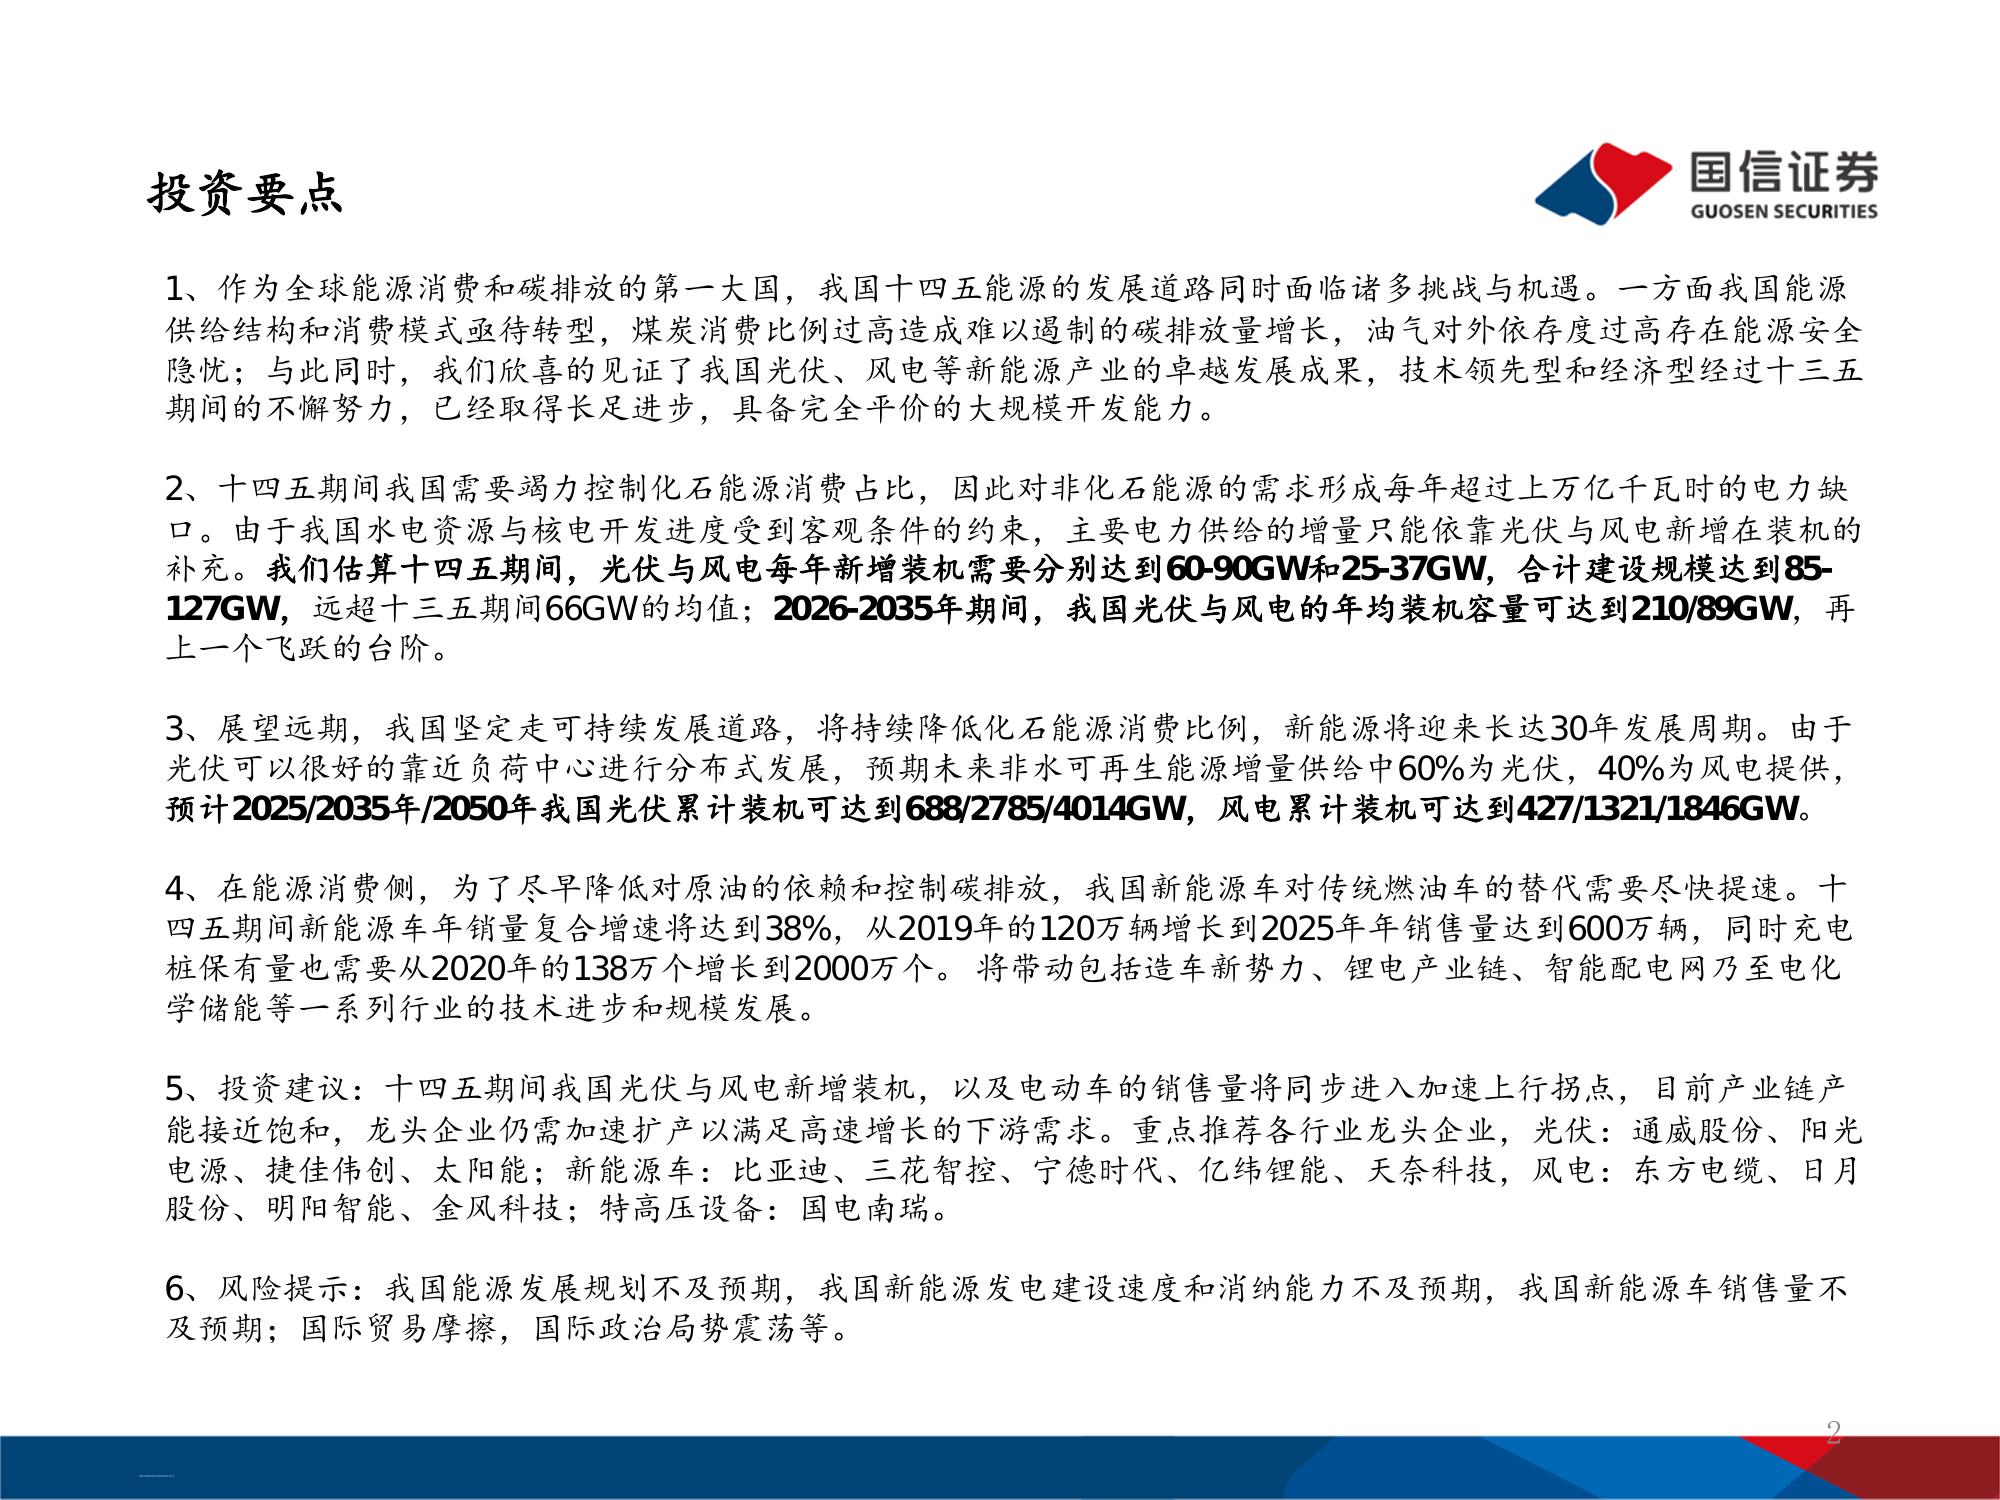 投资要点
国信证券
GUOSEN SECURITIES
1、作为全球能源消费和碳排放的第一大国，我国十四五能源的发展道路同时面临诸多挑战与机遇。一方面我国能源
供给结构和消费模式亟待转型，煤炭消费比例过高造成难以遏制的碳排放量增长，油气对外依存度过高存在能源安全
隐忧；与此同时，我们欣喜的见证了我国光伏、风电等新能源产业的卓越发展成果，技术领先型和经济型经过十三五
期间的不懈努力，已经取得长足进步，具备完全平价的大规模开发能力。
2、十四五期间我国需要竭力控制化石能源消费占比，因此对非化石能源的需求形成每年超过上万亿千瓦时的电力缺
口。由于我国水电资源与核电开发进度受到客观条件的约束，主要电力供给的增量只能依靠光伏与风电新增在装机的
补充。我们估算十四五期间，光伏与风电每年新增装机需要分别达到60-90GW和25-37GW，合计建设规模达到85-
127GW，远超十三五期间66GW的均值；2026-2035年期间，我国光伏与风电的年均装机容量可达到210/89GW，再
上一个飞跃的台阶。
3、展望远期，我国坚定走可持续发展道路，将持续降低化石能源消费比例，新能源将迎来长达30年发展周期。由于
光伏可以很好的靠近负荷中心进行分布式发展，预期未来非水可再生能源增量供给中60%为光伏，40%为风电提供，
预计2025/2035年/2050年我国光伏累计装机可达到688/2785/4014GW，风电累计装机可达到427/1321/1846GW。
4、在能源消费侧，为了尽早降低对原油的依赖和控制碳排放，我国新能源车对传统燃油车的替代需要尽快提速。十
四五期间新能源车年销量复合增速将达到38%，从2019年的120万辆增长到2025年年销售量达到600万辆，同时充电
桩保有量也需要从2020年的138万个增长到2000万个。 将带动包括造车新势力、锂电产业链、智能配电网乃至电化
学储能等一系列行业的技术进步和规模发展。
5、投资建议：十四五期间我国光伏与风电新增装机，以及电动车的销售量将同步进入加速上行拐点，目前产业链产
能接近饱和，龙头企业仍需加速扩产以满足高速增长的下游需求。重点推荐各行业龙头企业，光伏：通威股份、阳光
电源、捷佳伟创、太阳能；新能源车：比亚迪、三花智控、宁德时代、亿纬锂能、天奈科技，风电：东方电缆、日月
股份、明阳智能、金风科技；特高压设备：国电南瑞。
6、风险提示：我国能源发展规划不及预期，我国新能源发电建设速度和消纳能力不及预期，我国新能源车销售量不
及预期；国际贸易摩擦，国际政治局势震荡等。
2